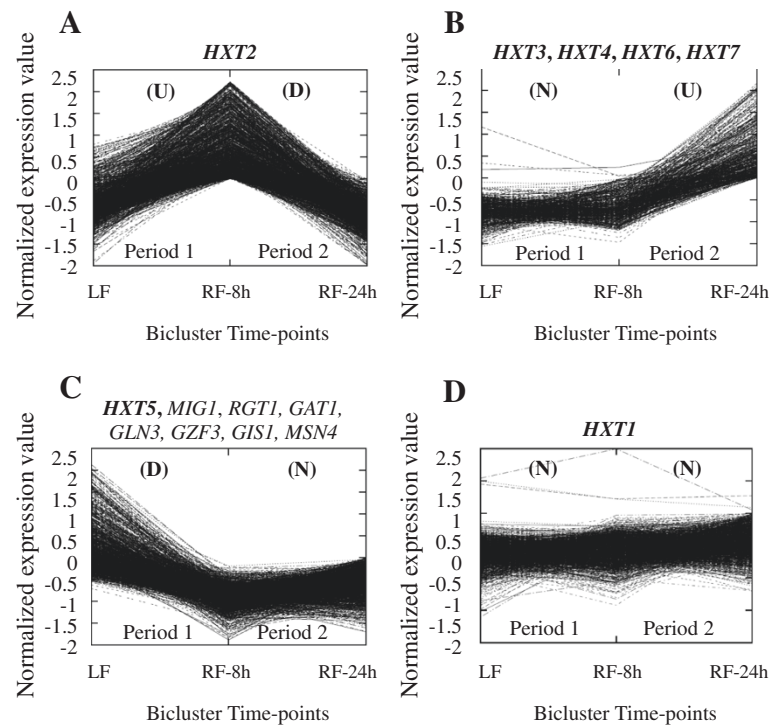 A
HXT2
Normalized expression value
2.5
2
1.5
1
0.5
0
-0.5
-1
-1.5
-2
(U)
(D)
Period 1
Period 2
LF
RF-8h
RF-24h
Bicluster Time-points
B
HXT3, HXT4, HXT6, HXT7
Normalized expression value
2.5
2
1.5
1
0.5
0
-0.5
-1
-1.5
-2
(N)
(U)
Period 1
Period 2
LF
RF-8h
RF-24h
Bicluster Time-points
C
HXT5, MIG1, RGT1, GAT1,
GLN3, GZF3, GIS1, MSN4
Normalized expression value
2.5
2
1.5
1
0.5
0
-0.5
-1
-1.5
-2
(D)
(N)
Period 1
Period 2
LF
RF-8h
RF-24h
Bicluster Time-points
D
HXT1
Normalized expression value
2.5
2
1.5
1
0.5
0
-0.5
-1
-1.5
-2
(N)
(N)
Period 1
Period 2
LF
RF-8h
RF-24h
Bicluster Time-points